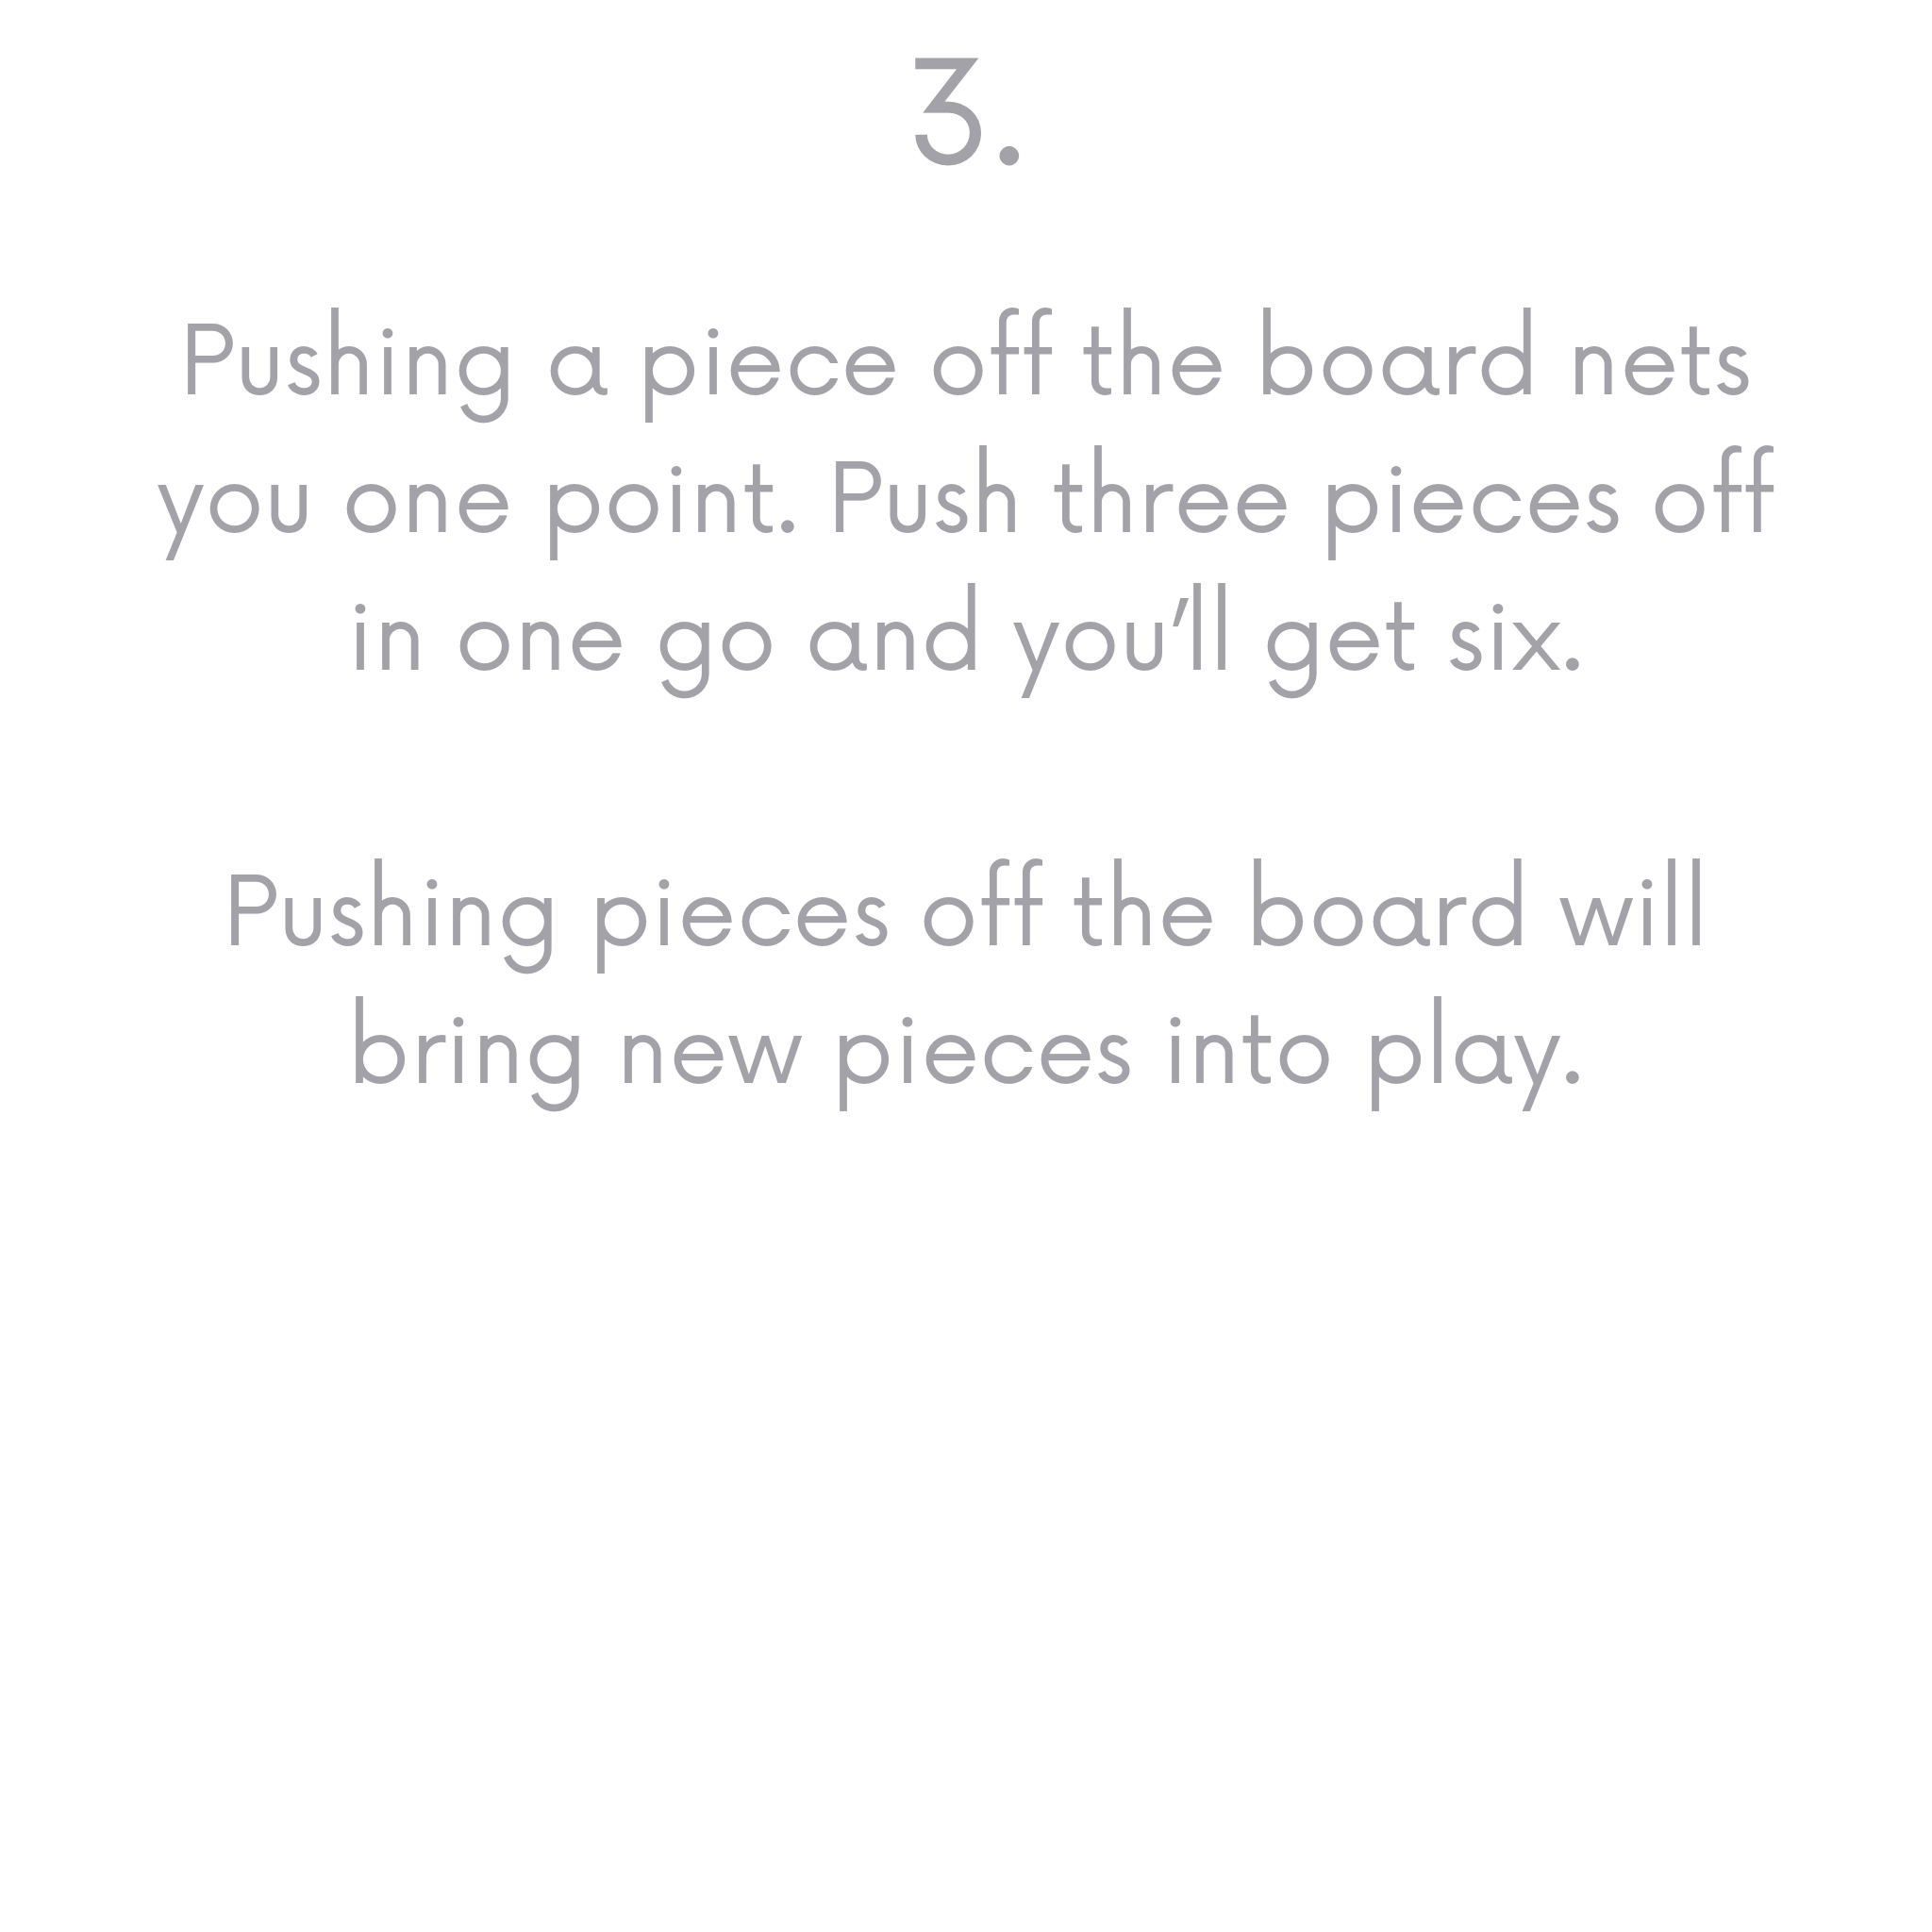 3.
Pushing a piece off the board nets
you one point. Push three pieces off
in one go and you’ll get six.
Pushing pieces off the board will
bring new pieces into play.